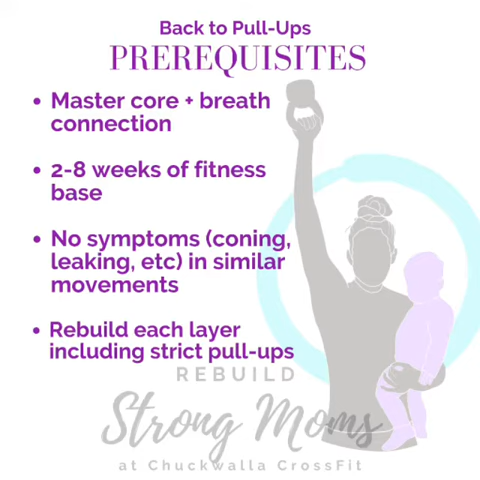 Back to Pull-Ups
PREREQUISITES
• Master core + breath
connection
• 2-8 weeks of fitness
base
• No symptoms (coning,
leaking, etc) in similar
movements
• Rebuild each layer
including strict pull-ups
REBUILD
Strong Moms
at Chuckwalla CrossFit